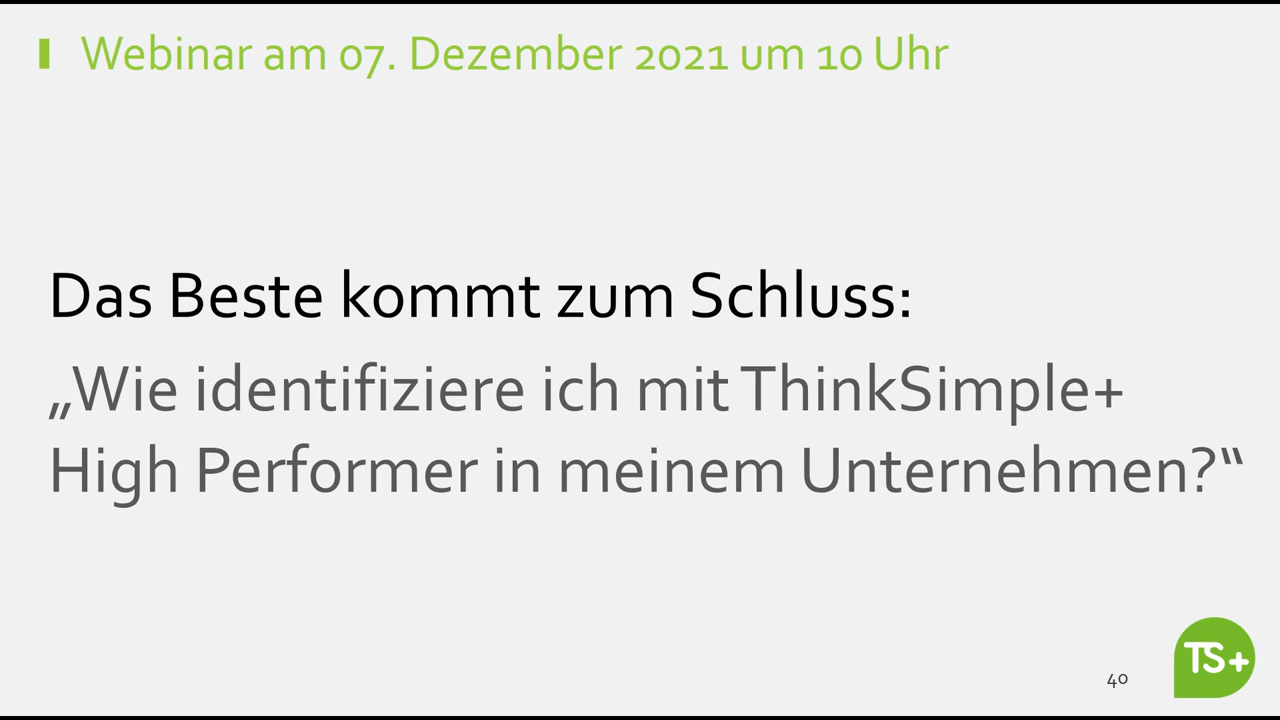 Webinar am 07. Dezember 2021 um 10 Uhr
Das Beste kommt zum Schluss:
„Wie identifiziere ich mit ThinkSimple+
High Performer in meinem Unternehmen?“
40
TS+